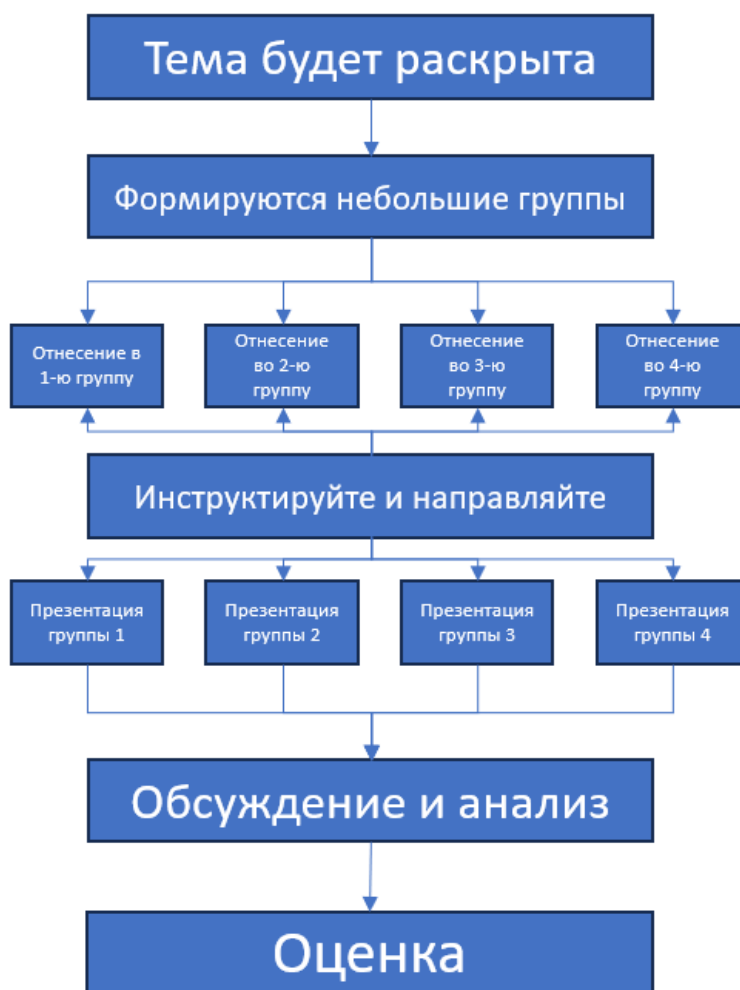 Тема будет раскрыта
Формируются небольшие группы
Отнесение в
1-ю группу
Отнесение
во 2-ю
группу
Отнесение
во 3-ю
группу
Отнесение
во 4-ю
группу
Инструктируйте и направляйте
Презентация
группы 1
Презентация
группы 2
Презентация
группы 3
Презентация
группы 4
Обсуждение и анализ
Оценка